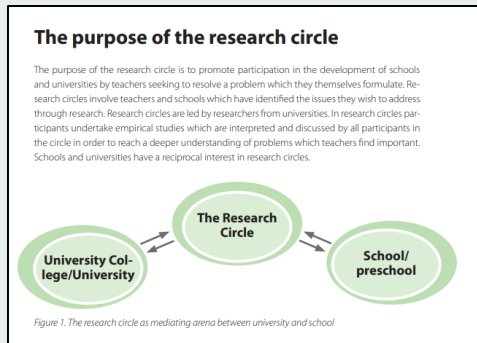 The purpose of the research circle
The purpose of the research circle is to promote participation in the development of schools
and universities by teachers seeking to resolve a problem which they themselves formulate. Re-
search circles involve teachers and schools which have identified the issues they wish to address
through research. Research circles are led by researchers from universities. In research circles par-
ticipants undertake empirical studies which are interpreted and discussed by all participants in
the circle in order to reach a deeper understanding of problems which teachers find important.
Schools and universities have a reciprocal interest in research circles.
The Research
Circle
University Col-
lege/University
School/
preschool
Figure 1. The research circle as mediating arena between university and school